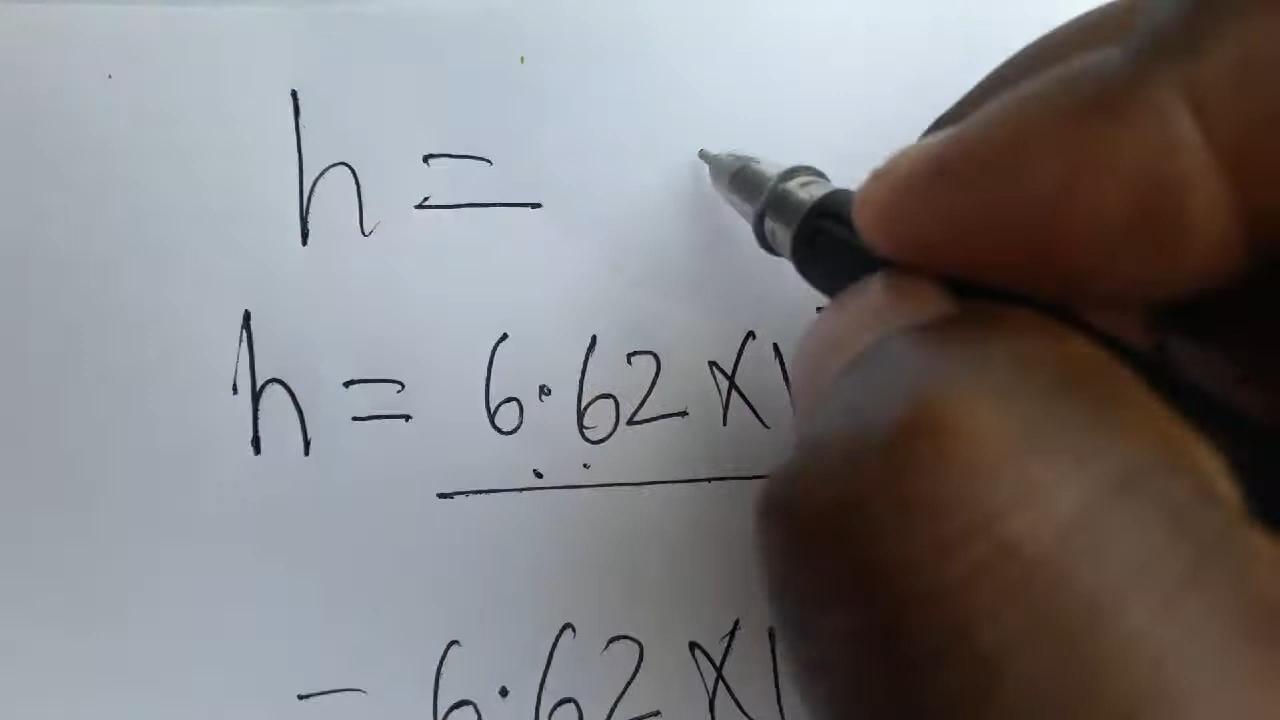 h =
h = 6.62 X1
= 6.62 X1